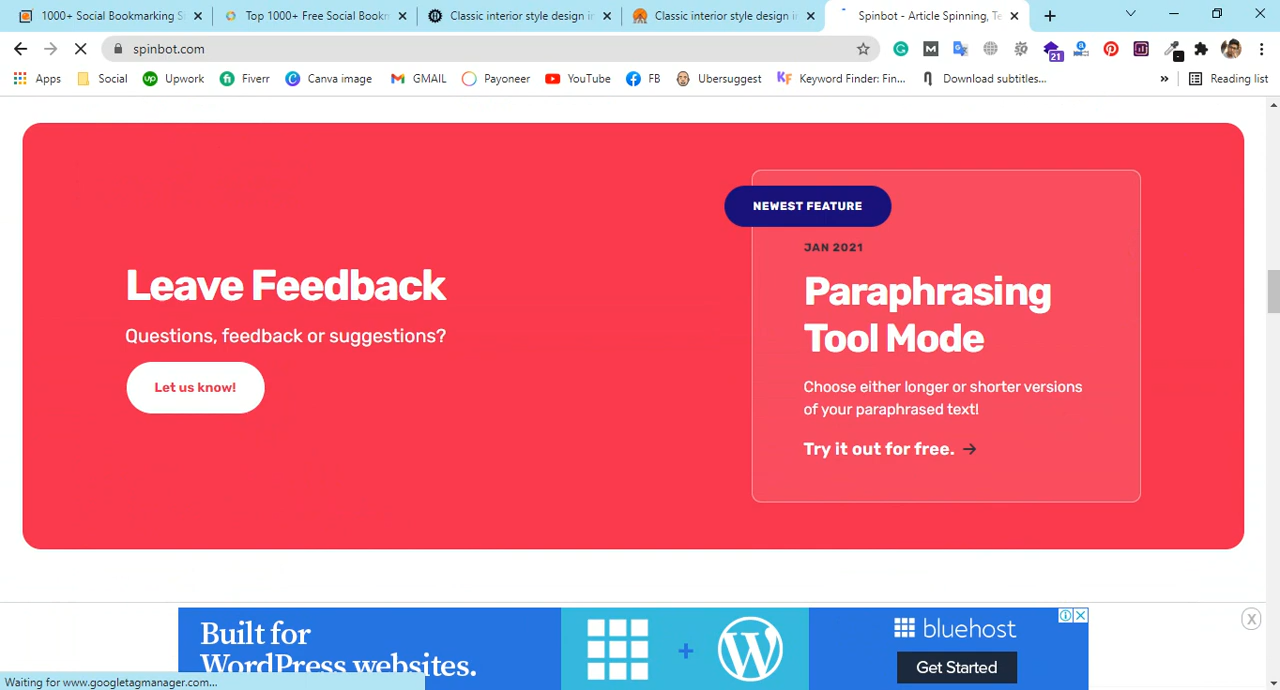 1000+ Social Bookmarking S
Top 1000+ Free Social Bookm
Classic interior style design in
Classic interior style design in
Spinbot - Article Spinning, Te
spinbot.com
21
Apps
Social
Upwork
Fiverr
Canva image
GMAIL
Payoneer
YouTube
FB
Ubersuggest
Keyword Finder: Fin...
Download subtitles...
»
Reading list
NEWEST FEATURE
JAN 2021
Leave Feedback
Paraphrasing
Tool Mode
Questions, feedback or suggestions?
Let us know!
Choose either longer or shorter versions
of your paraphrased text!
Try it out for free. →
Built for
WordPress websites.
bluehost
Get Started
Waiting for www.googletagmanager.com...